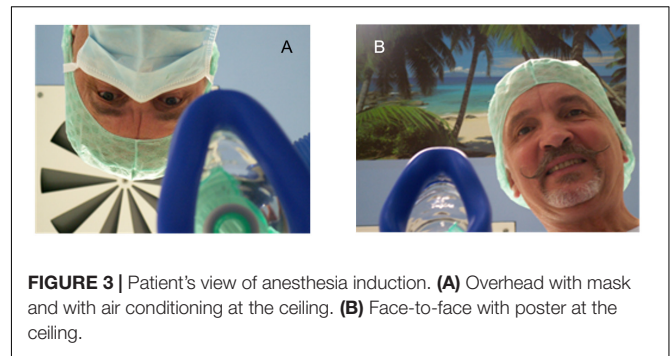 A
B
FIGURE 3 | Patient's view of anesthesia induction. (A) Overhead with mask
and with air conditioning at the ceiling. (B) Face-to-face with poster at the
ceiling.